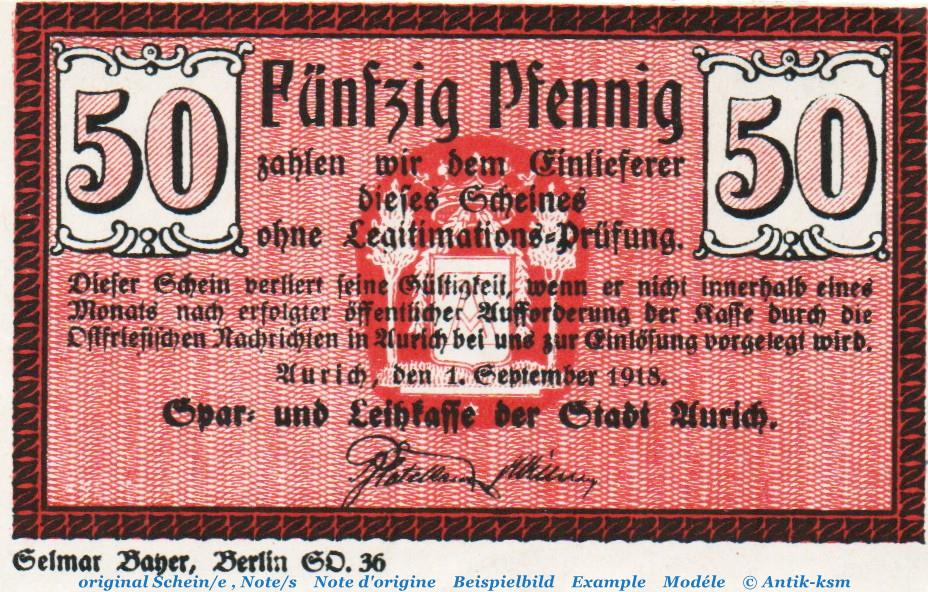 50 Fünfzig Pfennig 50
zahlen wir dem Einlieferer
dieses Scheines
ohne Legitimations-Prüfung.
Dieser Schein verliert seine Gültigkeit, wenn er nicht innerhalb eines
Monats nach erfolgter öffentlicher Aufforderung der Kasse durch die
Ostfriesischen Nachrichten in Aurich bei uns zur Einlösung vorgelegt wird.
Aurich, den 1. September 1918.
Spar- und Leihkasse der Stadt Aurich.
Selmar Bayer, Berlin SO. 36
original Schein/e , Note/s Note d'origine Beispielbild Example Modéle © Antik-ksm